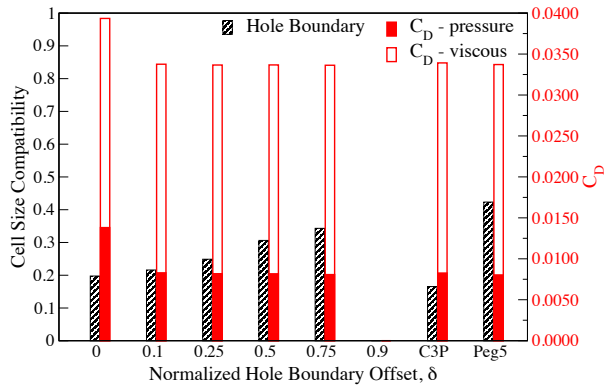 Hole Boundary
C_D - pressure
C_D - viscous
Cell Size Compatibility
1
0.9
0.8
0.7
0.6
0.5
0.4
0.3
0.2
0.1
0
0.0400
0.0350
0.0300
0.0250
0.0200
0.0150
0.0100
0.0050
0.0000
C_D
0 0.1 0.25 0.5 0.75 0.9 C3P Peg5
Normalized Hole Boundary Offset, δ